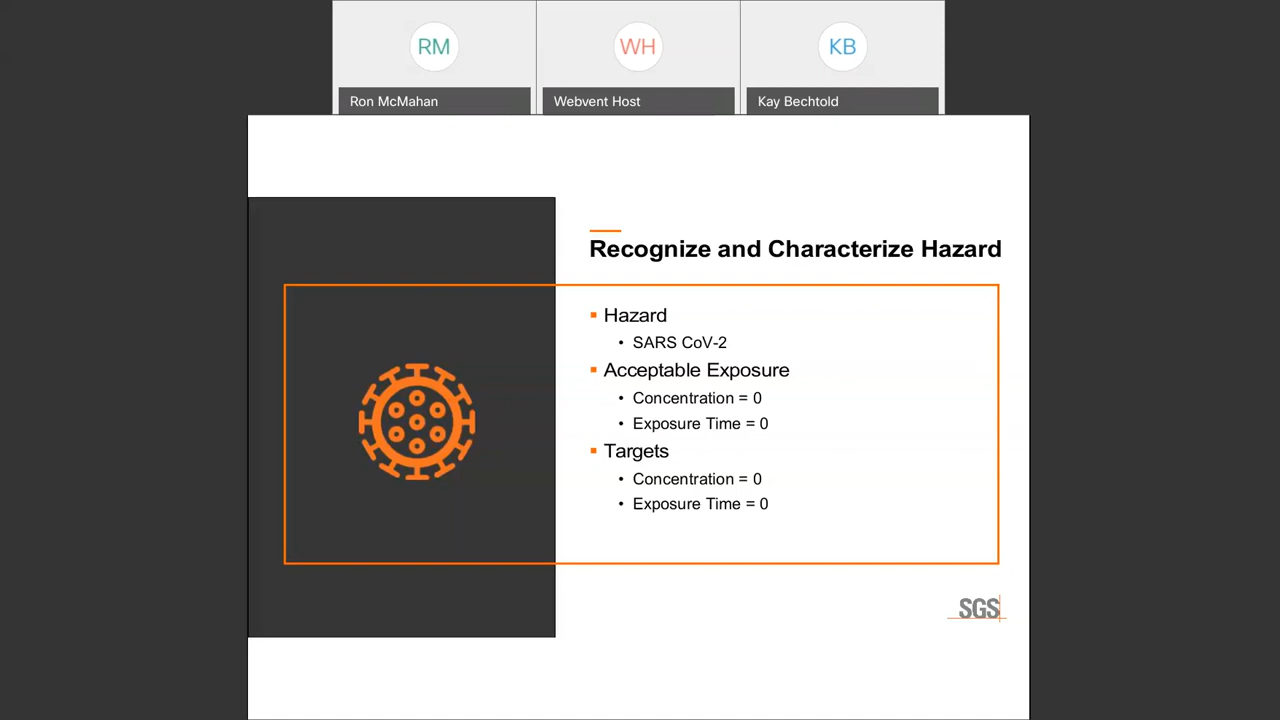 RM
WH
KB
Ron McMahan
Webvent Host
Kay Bechtold
Recognize and Characterize Hazard
▪ Hazard
• SARS CoV-2
▪ Acceptable Exposure
• Concentration = 0
• Exposure Time = 0
▪ Targets
• Concentration = 0
• Exposure Time = 0
SGS